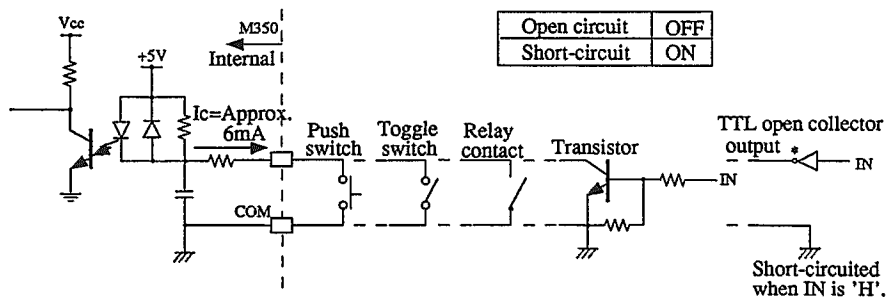 Vcc
M350
Internal
+5V
Open circuit OFF
Short-circuit ON
Ic=Approx.
6mA
Push
switch
Toggle
switch
Relay
contact
Transistor
TTL open collector
output *
IN
IN
COM
Short-circuited
when IN is 'H'.